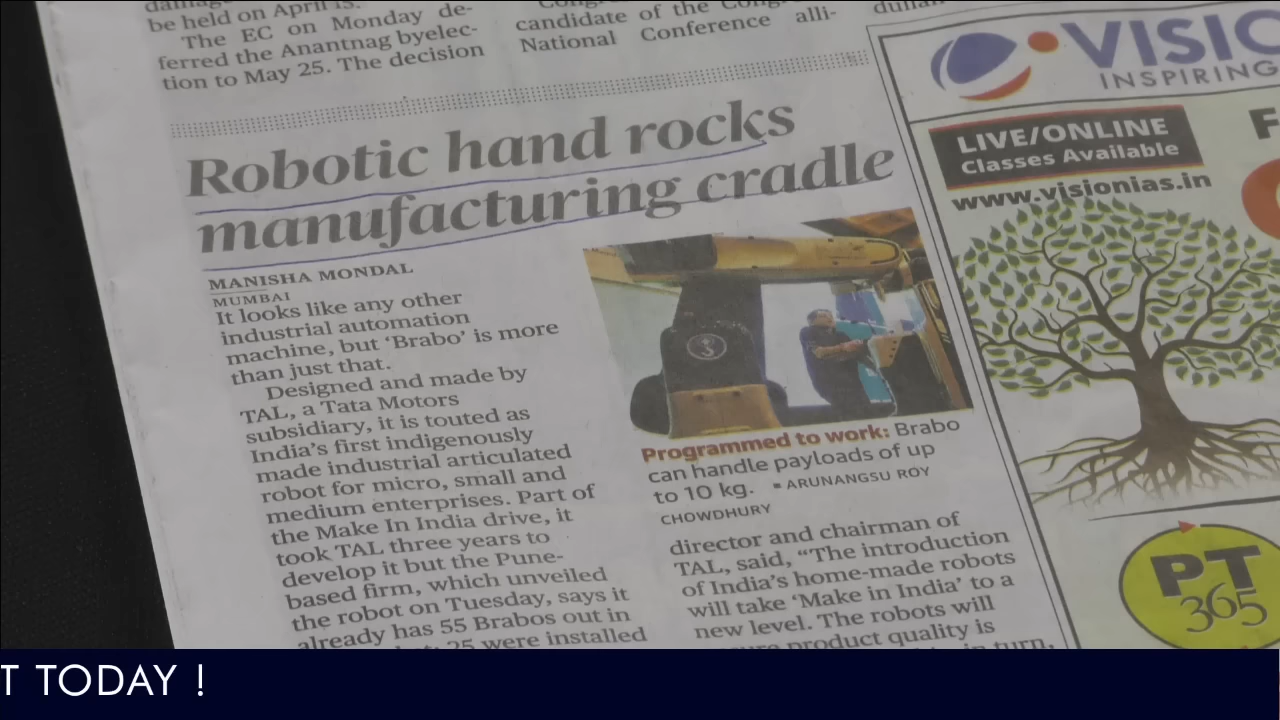 be held on April 15.
The EC on Monday de-
ferred the Anantnag byelec-
tion to May 25. The decision
candidate of the
National Conference alli-
Robotic hand rocks
manufacturing cradle
MANISHA MONDAL
MUMBAI
It looks like any other
industrial automation
machine, but ‘Brabo’ is more
than just that.
Designed and made by
TAL, a Tata Motors
subsidiary, it is touted as
India’s first indigenously
made industrial articulated
robot for micro, small and
medium enterprises. Part of
the Make In India drive, it
took TAL three years to
develop it but the Pune-
based firm, which unveiled
the robot on Tuesday, says it
already has 55 Brabos out in
25 were installed
Programmed to work: Brabo
can handle payloads of up
to 10 kg. ▪ ARUNANGSU ROY
CHOWDHURY
director and chairman of
TAL, said, “The introduction
of India’s home-made robots
will take ‘Make in India’ to a
new level. The robots will
product quality is
in turn,
VISIO
INSPIRING
LIVE/ONLINE
Classes Available
www.visionias.in
F
PT
365
T TODAY !